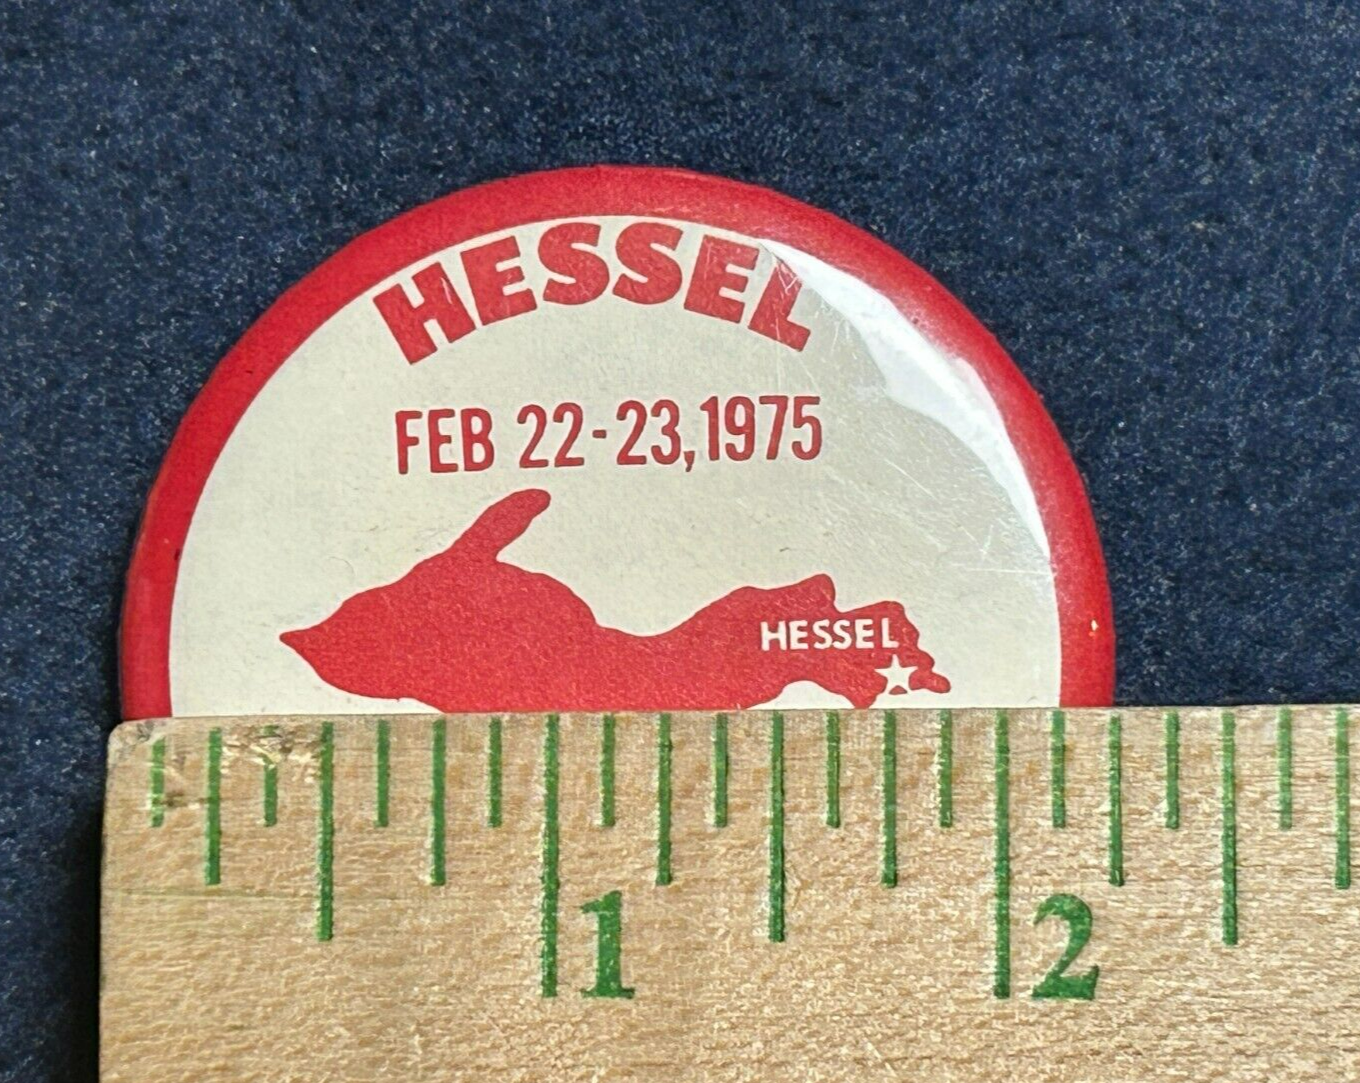 HESSEL
FEB 22-23, 1975
HESSEL
1 2